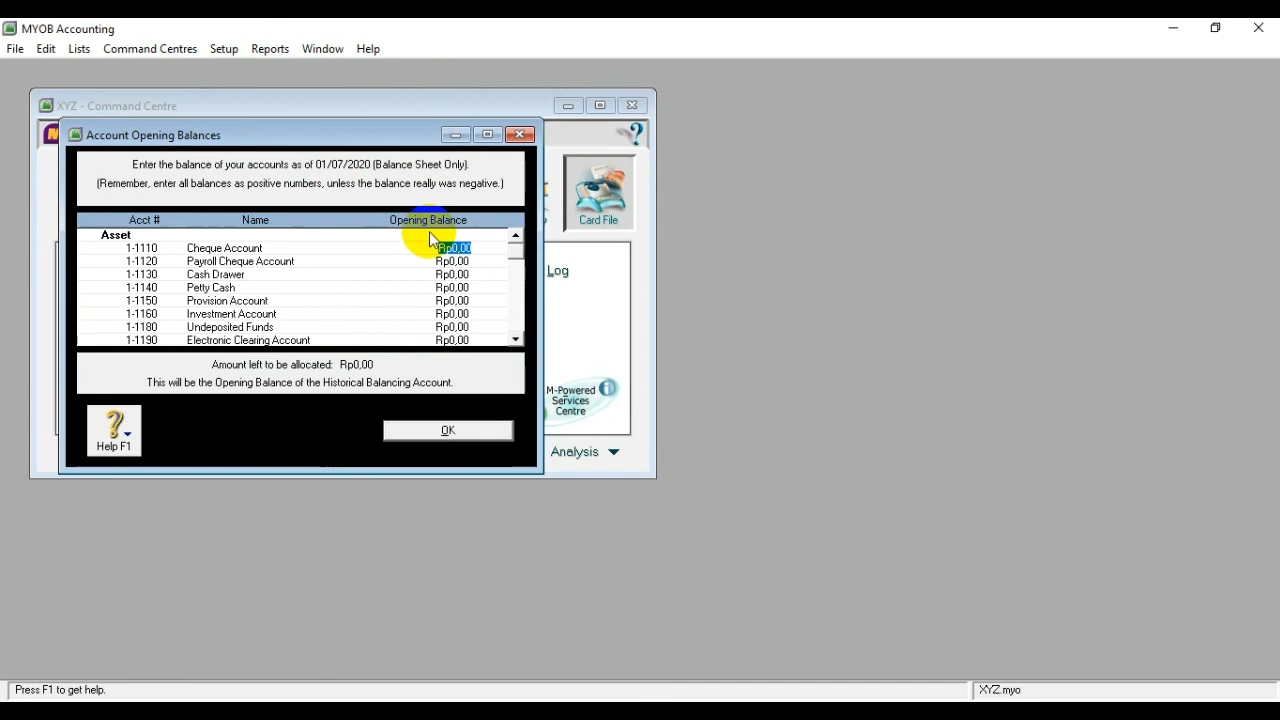 MYOB Accounting
File Edit Lists Command Centres Setup Reports Window Help
XYZ - Command Centre
Account Opening Balances
Enter the balance of your accounts as of 01/07/2020 (Balance Sheet Only).
(Remember, enter all balances as positive numbers, unless the balance really was negative.)
Acct # Name Opening Balance
Asset
1-1110 Cheque Account Rp0,00
1-1120 Payroll Cheque Account Rp0,00
1-1130 Cash Drawer Rp0,00
1-1140 Petty Cash Rp0,00
1-1150 Provision Account Rp0,00
1-1160 Investment Account Rp0,00
1-1180 Undeposited Funds Rp0,00
1-1190 Electronic Clearing Account Rp0,00
Amount left to be allocated: Rp0,00
This will be the Opening Balance of the Historical Balancing Account.
Help F1
OK
Card File
Log
M-Powered
Services
Centre
Analysis
Press F1 to get help.
XYZ.myo